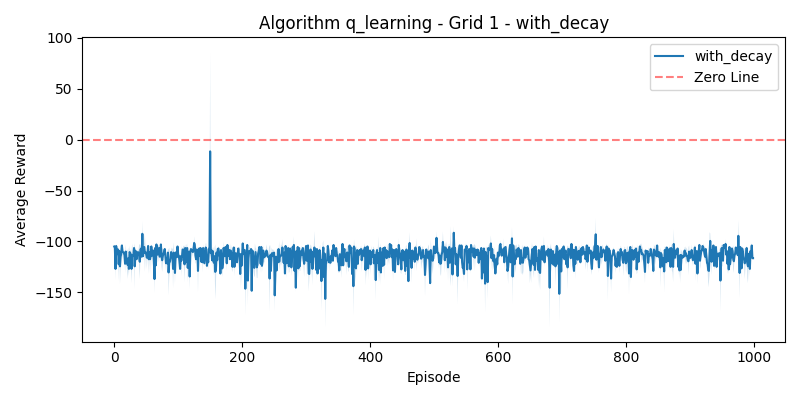 Algorithm q_learning - Grid 1 - with_decay
with_decay
Zero Line
Average Reward
100
50
0
−50
−100
−150
0
200
400
600
800
1000
Episode